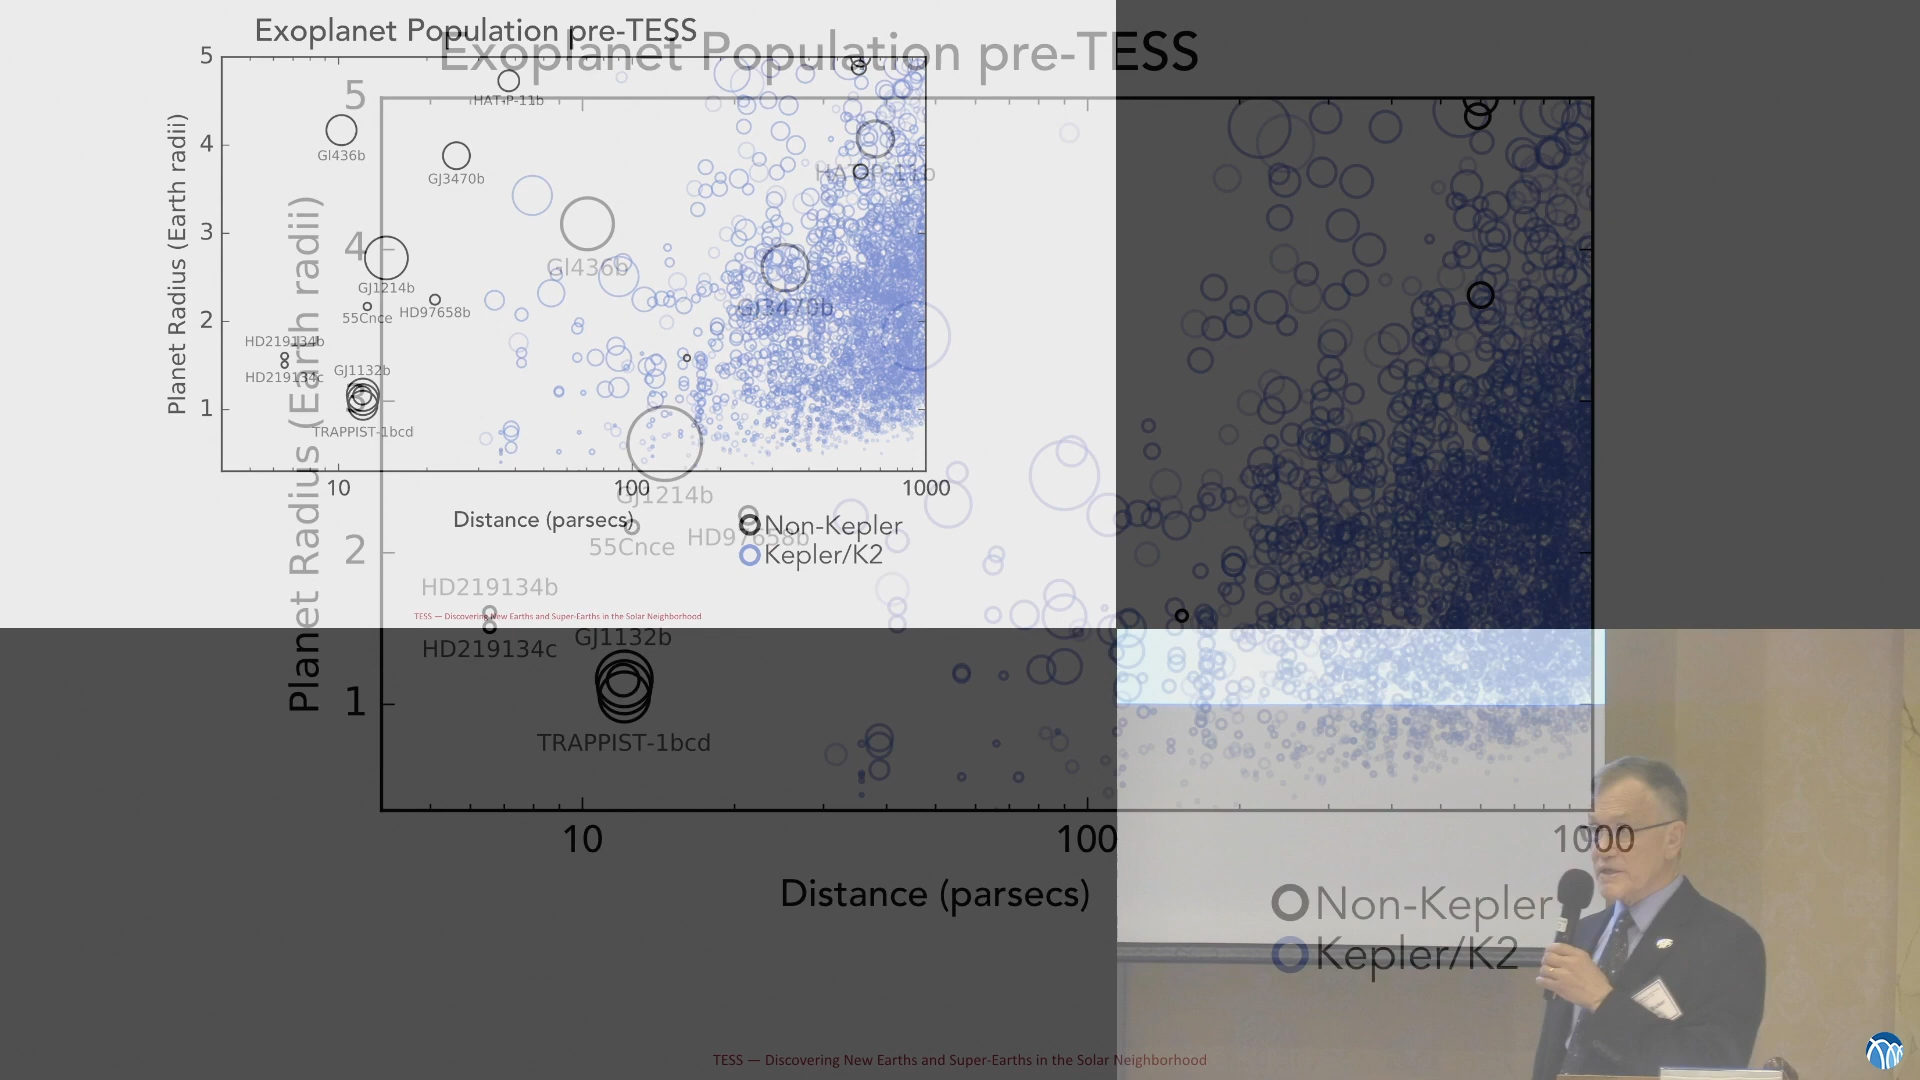 Exoplanet Population pre-TESS
5
4
3
2
1
Planet Radius (Earth radii)
HAT-P-11b
Gl436b
GJ3470b
GJ1214b
HD97658b
55Cnce
HD219134b
HD219134c
GJ1132b
TRAPPIST-1bcd
10
100
1000
Distance (parsecs)
Non-Kepler
Kepler/K2
TESS — Discovering New Earths and Super-Earths in the Solar Neighborhood
Exoplanet Population pre-TESS
5
4
3
2
1
Planet Radius (Earth radii)
HAT-P-11b
Gl436b
GJ3470b
GJ1214b
55Cnce
HD97658b
HD219134b
HD219134c
GJ1132b
TRAPPIST-1bcd
10
100
1000
Distance (parsecs)
Non-Kepler
Kepler/K2
TESS — Discovering New Earths and Super-Earths in the Solar Neighborhood